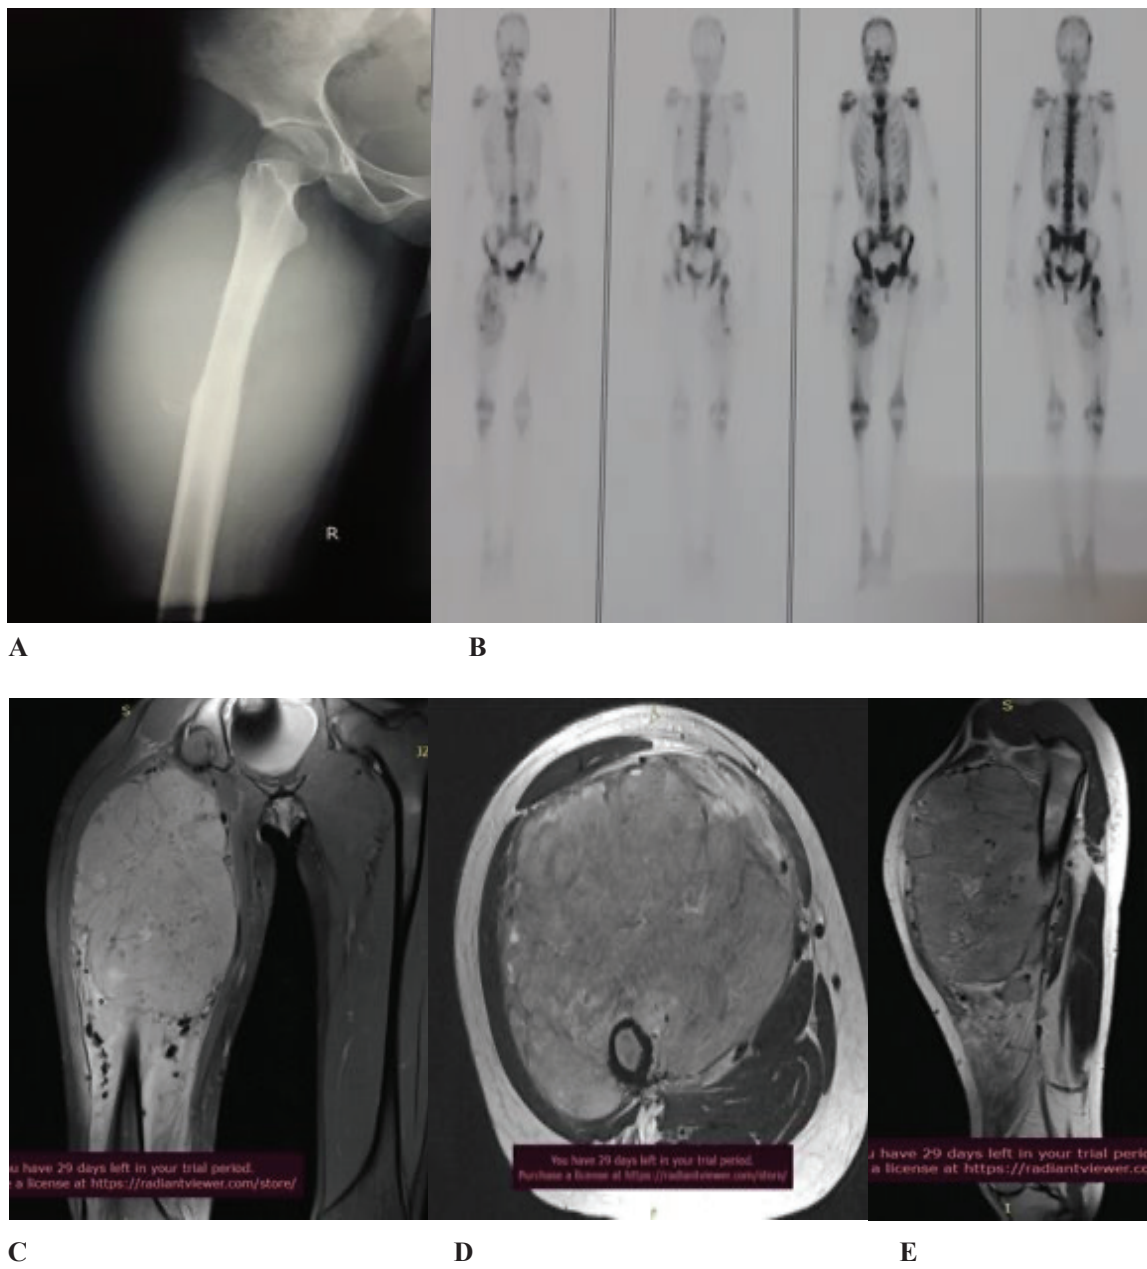 R
A
B
S
J2
A
S
u have 29 days left in your trial period.
e a license at https://radiantviewer.com/store/
You have 29 days left in your trial period.
Purchase a license at https://radiantviewer.com/store/
u have 29 days left in your trial perio
a license at https://radiantviewer.co
I
C
D
E